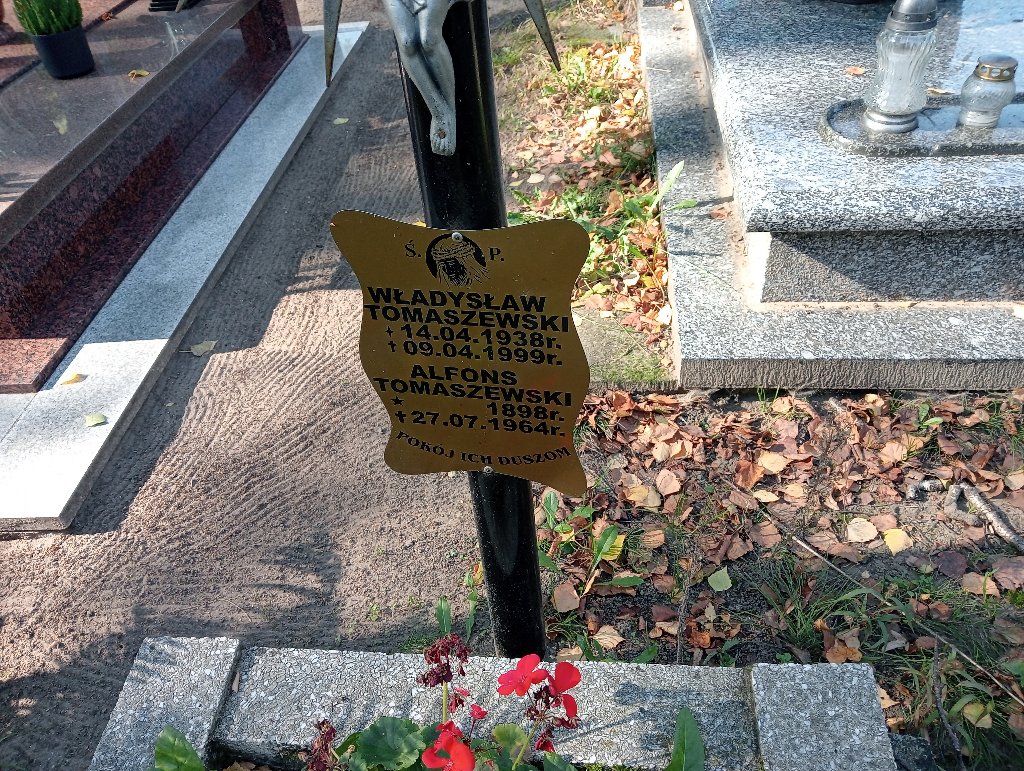 Ś. P.
WŁADYSŁAW
TOMASZEWSKI
* 14.04.1938r.
† 09.04.1999r.
ALFONS
TOMASZEWSKI
* 1898r.
† 27.07.1964r.
POKÓJ ICH DUSZOM